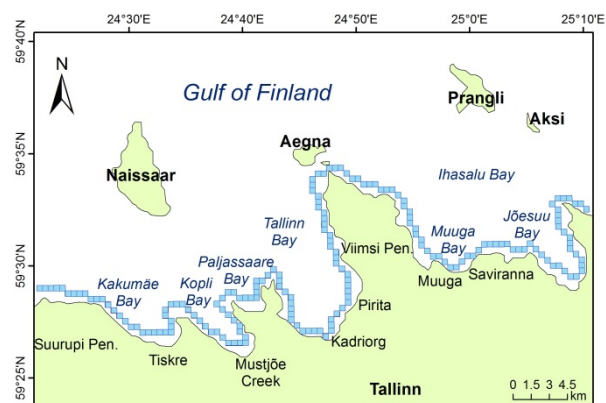 24°30'E 24°40'E 24°50'E 25°0'E 25°10'E
59°40'N
N
Gulf of Finland
Prangli
Aksi
Aegna
59°35'N
Naissaar
Ihasalu Bay
Tallinn
Bay
Jõesuu
Bay
Viimsi Pen.
Muuga
Bay
Paljassaare
Bay
59°30'N
Kakumäe
Bay
Kopli
Bay
Muuga
Saviranna
Pirita
Suurupi Pen.
Tiskre
Kadriorg
Mustjõe
Creek
59°25'N
Tallinn
0 1.5 3 4.5
km